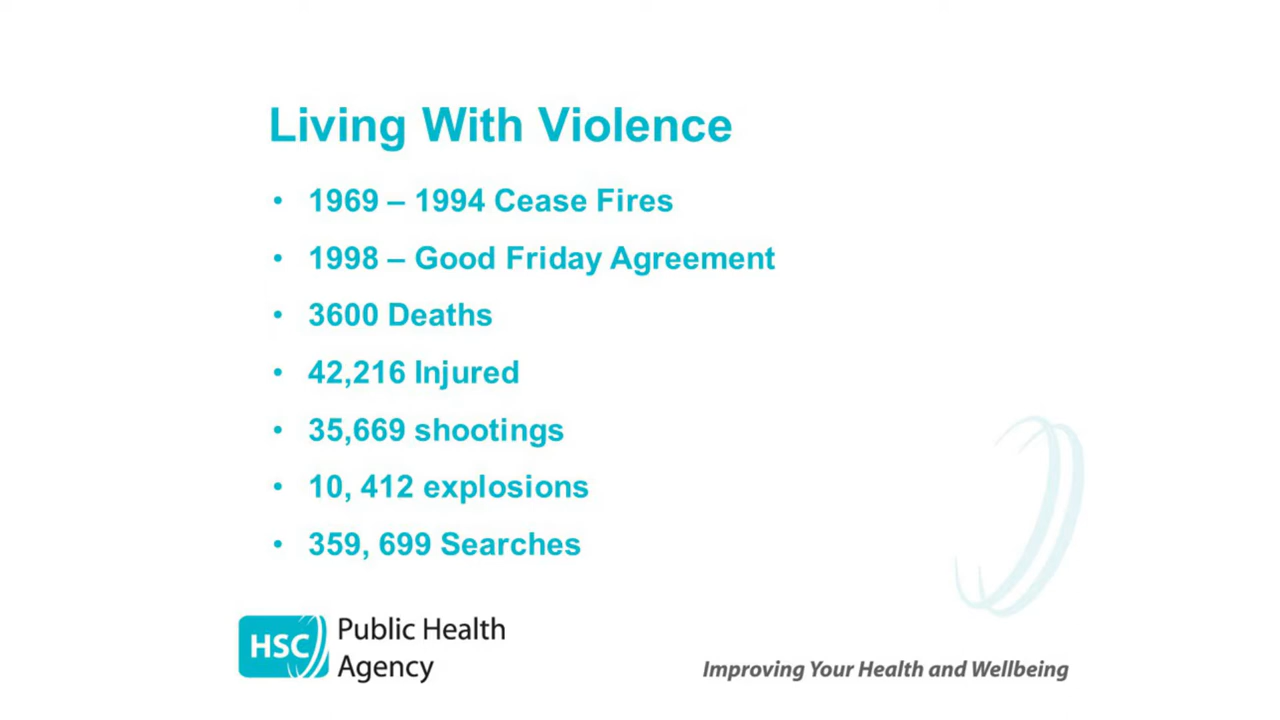 Living With Violence
• 1969 – 1994 Cease Fires
• 1998 – Good Friday Agreement
• 3600 Deaths
• 42,216 Injured
• 35,669 shootings
• 10, 412 explosions
• 359, 699 Searches
HSC Public Health
Agency
Improving Your Health and Wellbeing